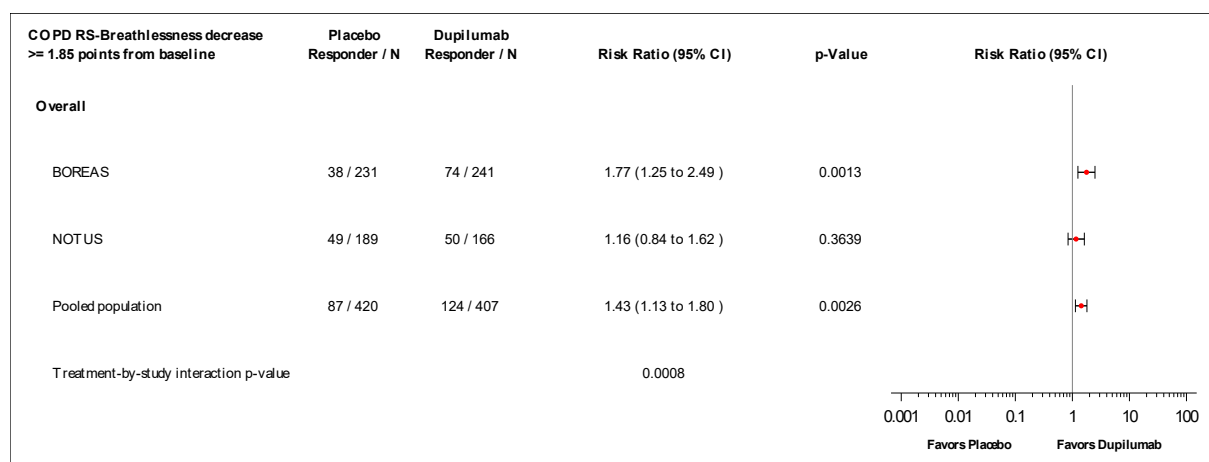 COPD RS-Breathlessness decrease Placebo Dupilumab
>= 1.85 points from baseline Responder / N Responder / N Risk Ratio (95% CI) p-Value Risk Ratio (95% CI)
Overall
BOREAS 38 / 231 74 / 241 1.77 (1.25 to 2.49 ) 0.0013
NOTUS 49 / 189 50 / 166 1.16 (0.84 to 1.62 ) 0.3639
Pooled population 87 / 420 124 / 407 1.43 (1.13 to 1.80 ) 0.0026
Treatment-by-study interaction p-value 0.0008
0.001 0.01 0.1 1 10 100
Favors Placebo Favors Dupilumab